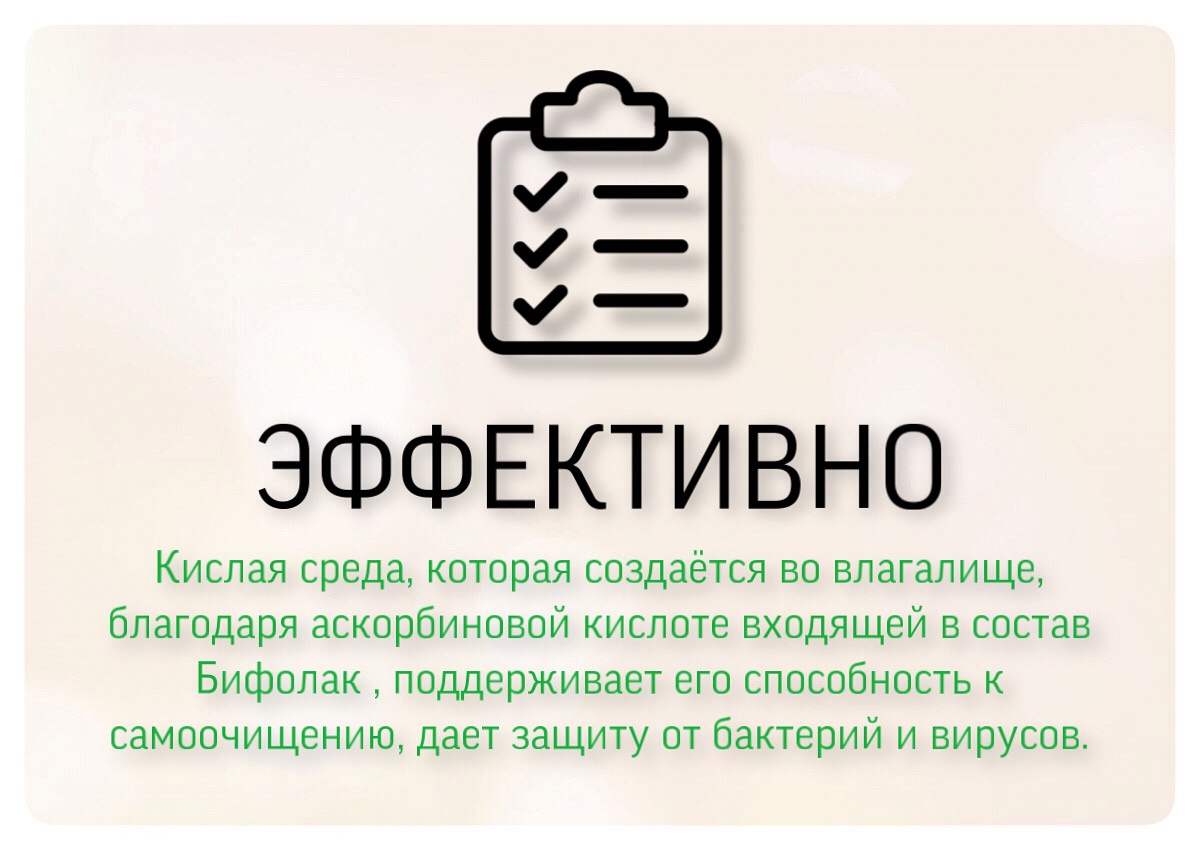 ЭФФЕКТИВНО
Кислая среда, которая создаётся во влагалище,
благодаря аскорбиновой кислоте входящей в состав
Бифолак , поддерживает его способность к
самоочищению, дает защиту от бактерий и вирусов.